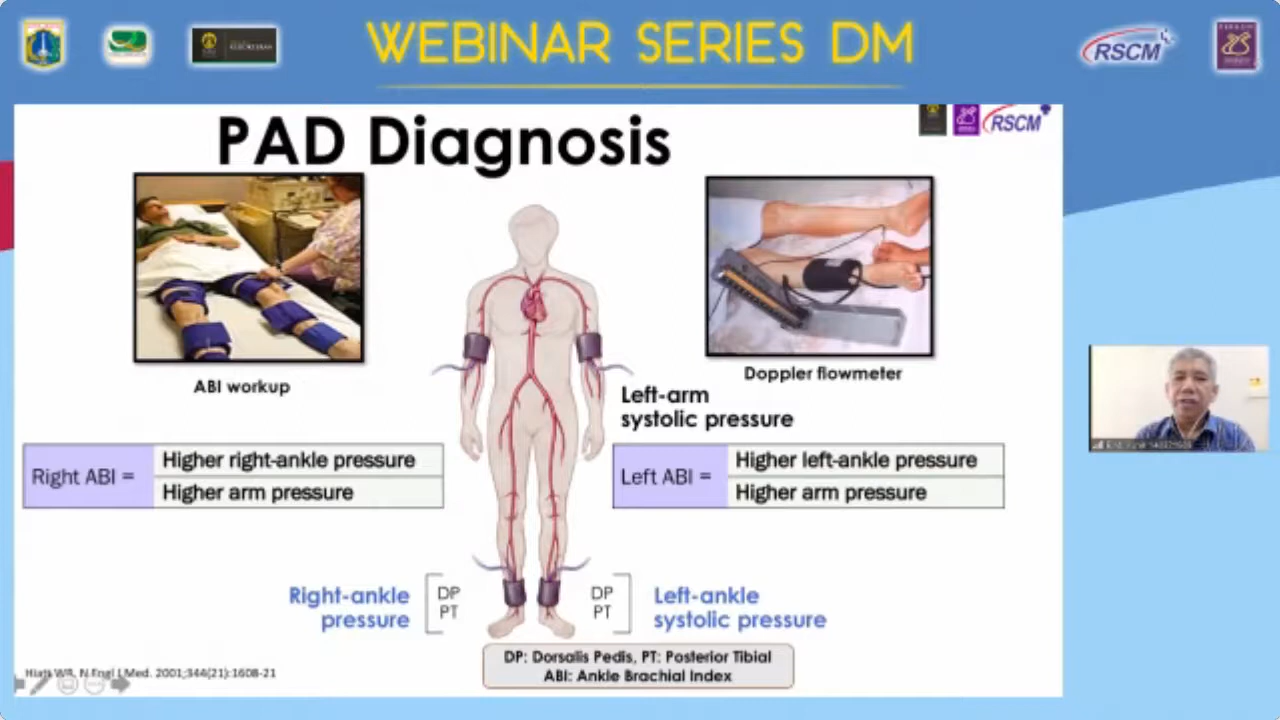 WEBINAR SERIES DM
RSCM
RSCM
PAD Diagnosis
ABI workup
Doppler flowmeter
Left-arm
systolic pressure
Right ABI =
Higher right-ankle pressure
Higher arm pressure
Left ABI =
Higher left-ankle pressure
Higher arm pressure
Right-ankle
pressure
DP
PT
DP
PT
Left-ankle
systolic pressure
DP: Dorsalis Pedis, PT: Posterior Tibial
ABI: Ankle Brachial Index
Hiatt WR. N Engl J Med. 2001;344(21):1608-21